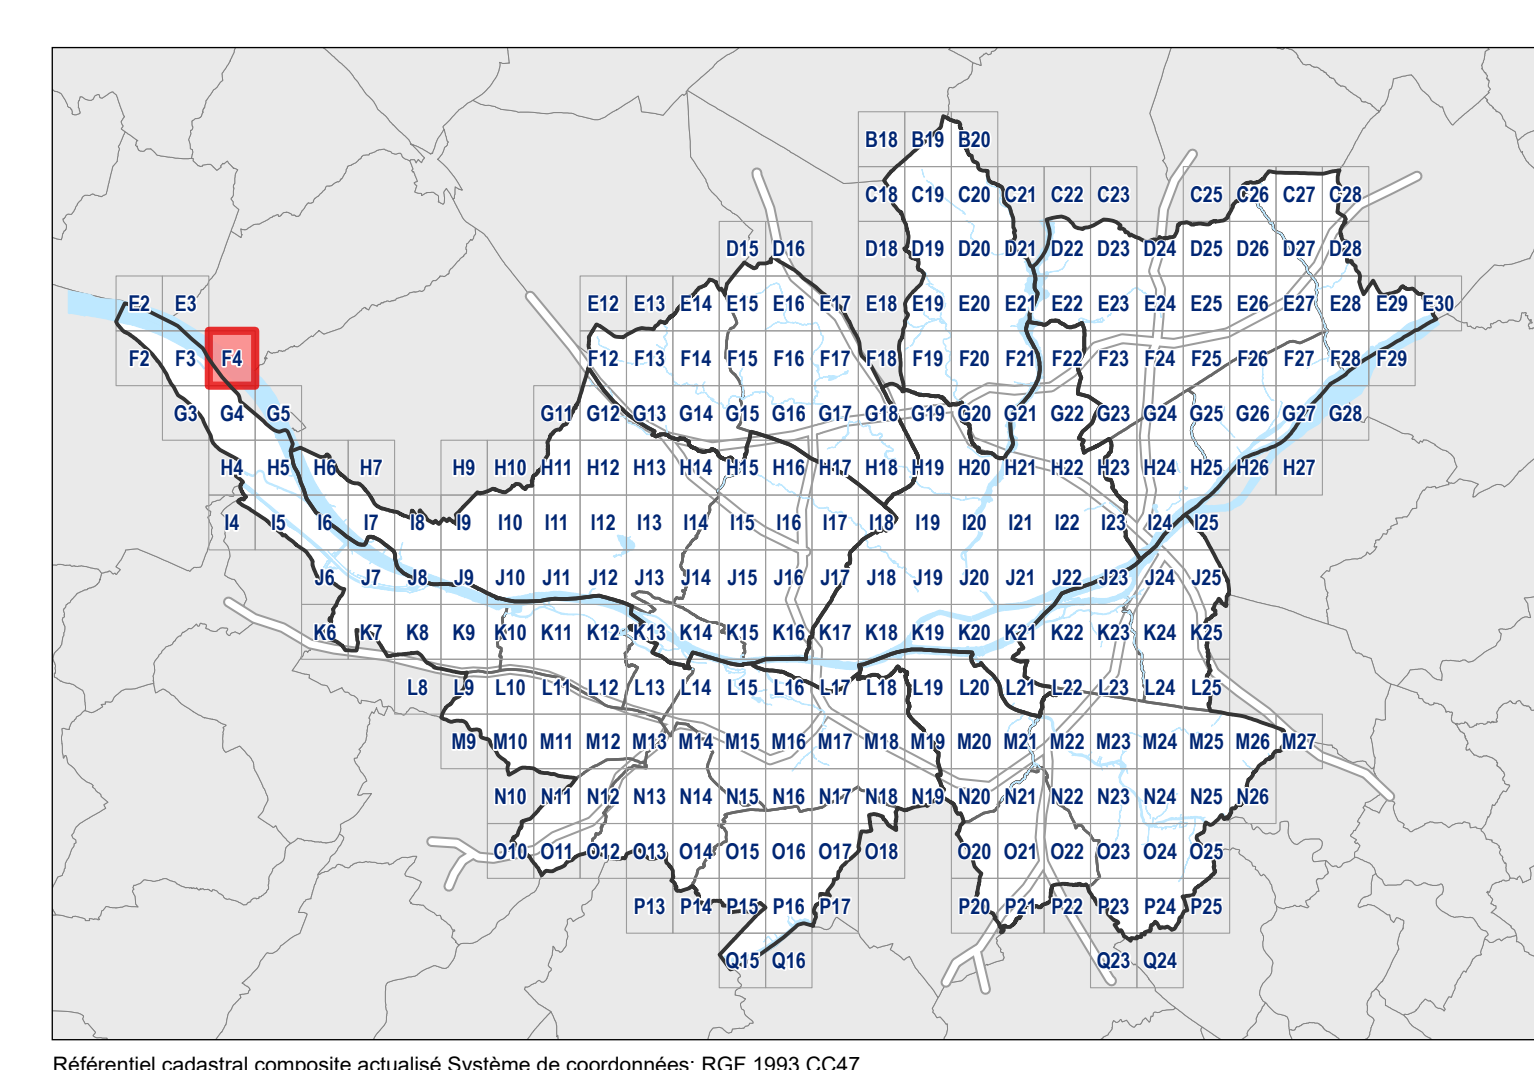 B18 B19 B20
C18 C19 C20 C21 C22 C23 C25 C26 C27 C28
D15 D16 D18 D19 D20 D21 D22 D23 D24 D25 D26 D27 D28
E2 E3 E12 E13 E14 E15 E16 E17 E18 E19 E20 E21 E22 E23 E24 E25 E26 E27 E28 E29 E30
F2 F3 F4 F12 F13 F14 F15 F16 F17 F18 F19 F20 F21 F22 F23 F24 F25 F26 F27 F28 F29
G3 G4 G5 G11 G12 G13 G14 G15 G16 G17 G18 G19 G20 G21 G22 G23 G24 G25 G26 G27 G28
H4 H5 H6 H7 H9 H10 H11 H12 H13 H14 H15 H16 H17 H18 H19 H20 H21 H22 H23 H24 H25 H26 H27
I4 I5 I6 I7 I8 I9 I10 I11 I12 I13 I14 I15 I16 I17 I18 I19 I20 I21 I22 I23 I24 I25
J6 J7 J8 J9 J10 J11 J12 J13 J14 J15 J16 J17 J18 J19 J20 J21 J22 J23 J24 J25
K6 K7 K8 K9 K10 K11 K12 K13 K14 K15 K16 K17 K18 K19 K20 K21 K22 K23 K24 K25
L8 L9 L10 L11 L12 L13 L14 L15 L16 L17 L18 L19 L20 L21 L22 L23 L24 L25
M9 M10 M11 M12 M13 M14 M15 M16 M17 M18 M19 M20 M21 M22 M23 M24 M25 M26 M27
N10 N11 N12 N13 N14 N15 N16 N17 N18 N19 N20 N21 N22 N23 N24 N25 N26
O10 O11 O12 O13 O14 O15 O16 O17 O18 O20 O21 O22 O23 O24 O25
P13 P14 P15 P16 P17 P20 P21 P22 P23 P24 P25
Q15 Q16 Q23 Q24
Référentiel cadastral composite actualisé Système de coordonnées: RGF 1993 CC47